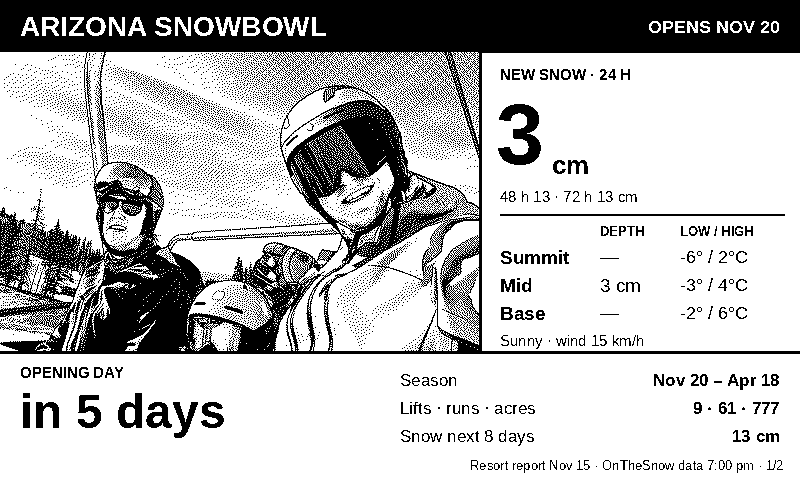 ARIZONA SNOWBOWL
OPENS NOV 20
NEW SNOW · 24 H
3 cm
48 h 13 · 72 h 13 cm
DEPTH LOW / HIGH
Summit — -6° / 2°C
Mid 3 cm -3° / 4°C
Base — -2° / 6°C
Sunny · wind 15 km/h
OPENING DAY
in 5 days
Season Nov 20 – Apr 18
Lifts · runs · acres 9 · 61 · 777
Snow next 8 days 13 cm
Resort report Nov 15 · OnTheSnow data 7:00 pm · 1/2